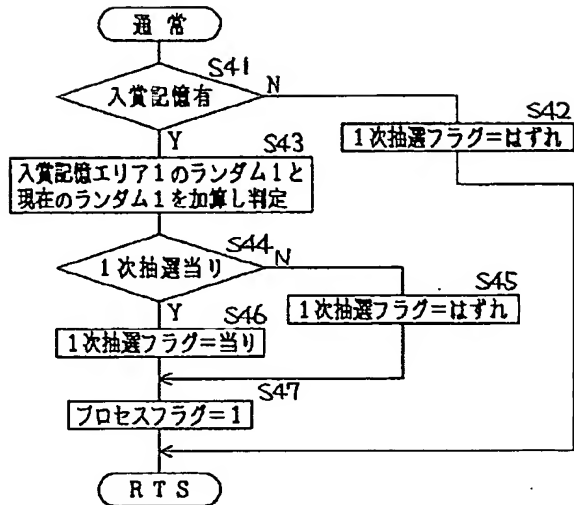 通常
S41
入賞記憶有
N
Y
S42
1次抽選フラグ=はずれ
S43
入賞記憶エリア1のランダム1と
現在のランダム1を加算し判定
S44
1次抽選当り
N
Y
S45
1次抽選フラグ=はずれ
S46
1次抽選フラグ=当り
S47
プロセスフラグ=1
RTS